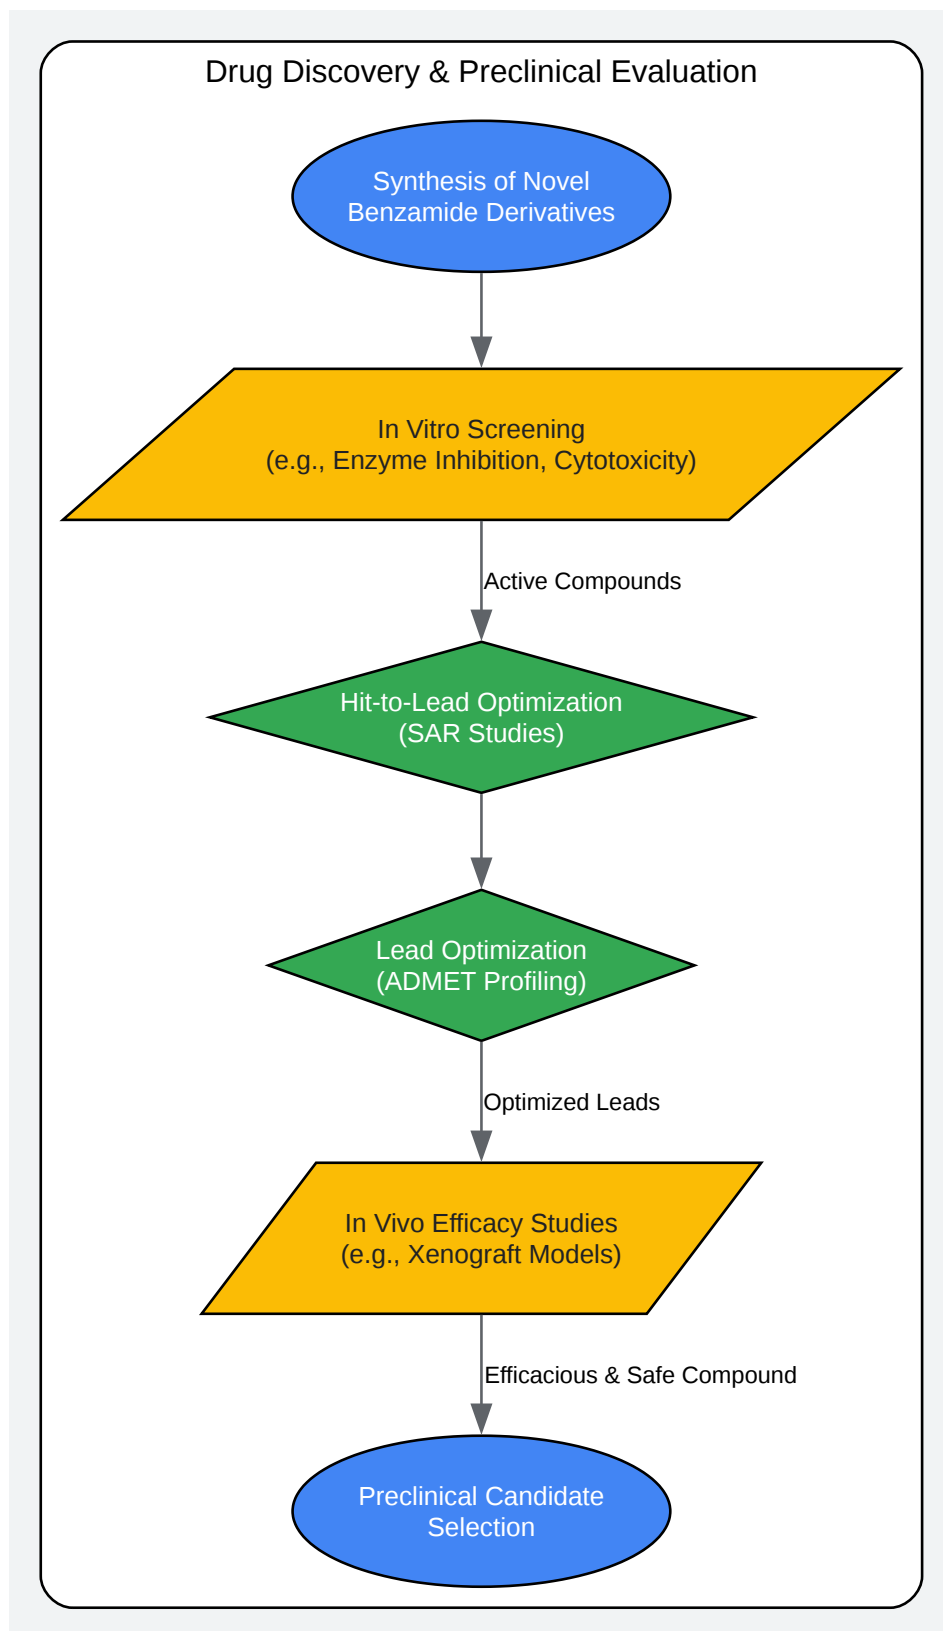 Drug Discovery & Preclinical Evaluation
Synthesis of Novel
Benzamide Derivatives
In Vitro Screening
(e.g., Enzyme Inhibition, Cytotoxicity)
Active Compounds
Hit-to-Lead Optimization
(SAR Studies)
Lead Optimization
(ADMET Profiling)
Optimized Leads
In Vivo Efficacy Studies
(e.g., Xenograft Models)
Efficacious & Safe Compound
Preclinical Candidate
Selection